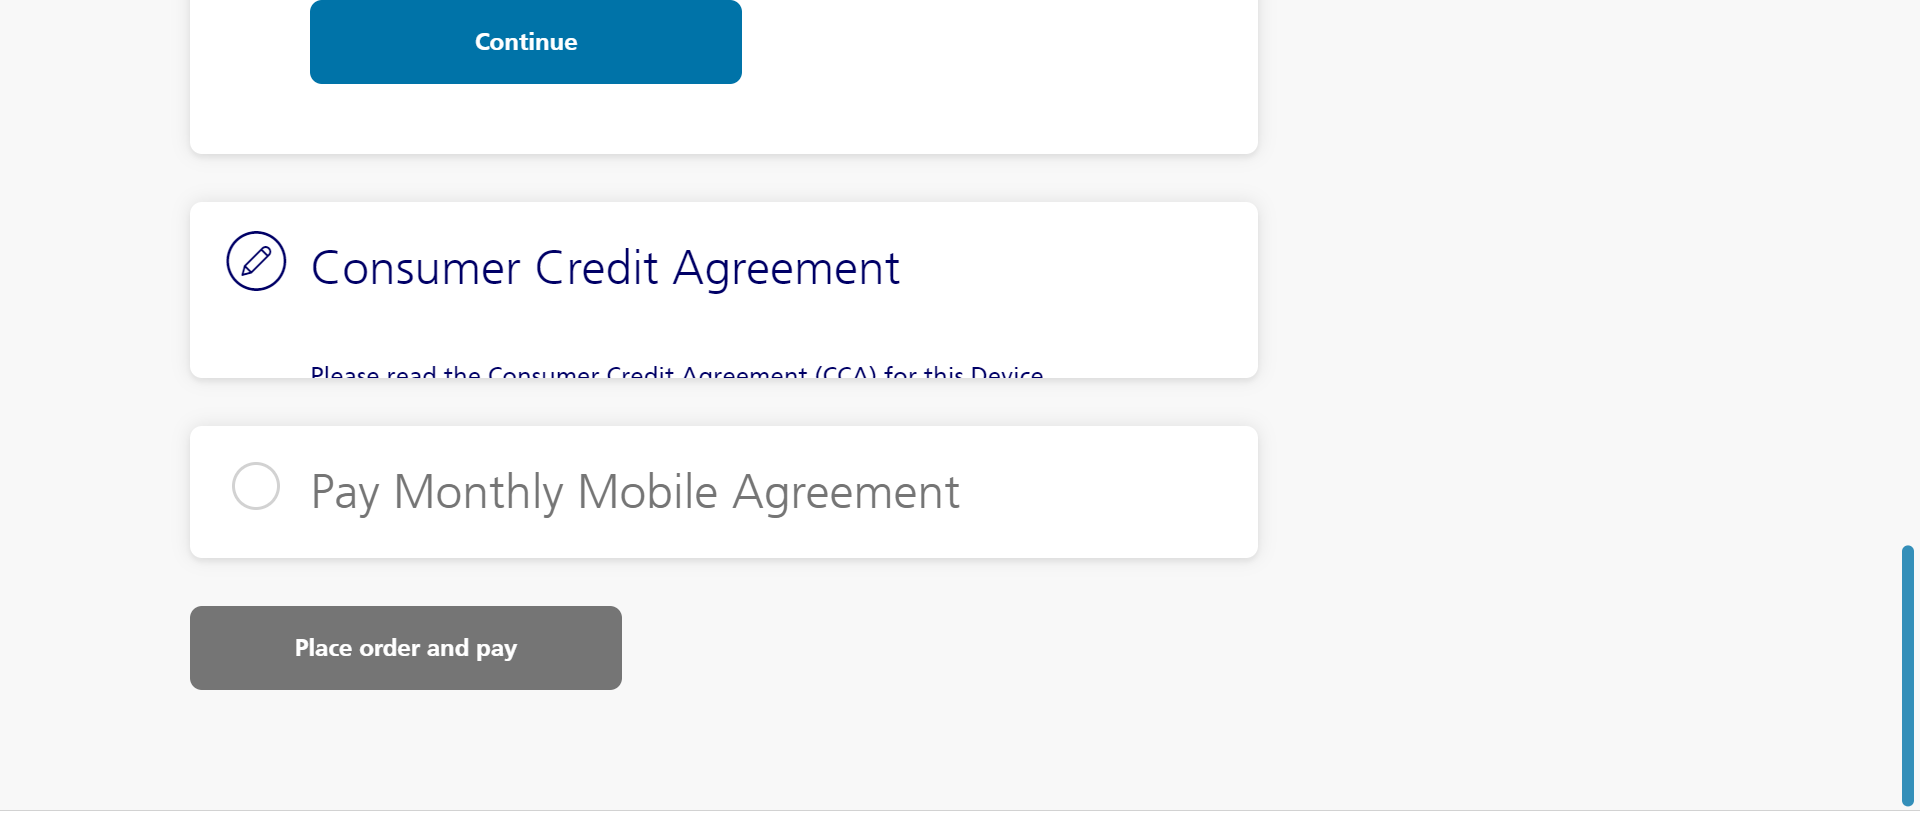 Continue
Consumer Credit Agreement
Please read the Consumer Credit Agreement (CCA) for this Device
Pay Monthly Mobile Agreement
Place order and pay